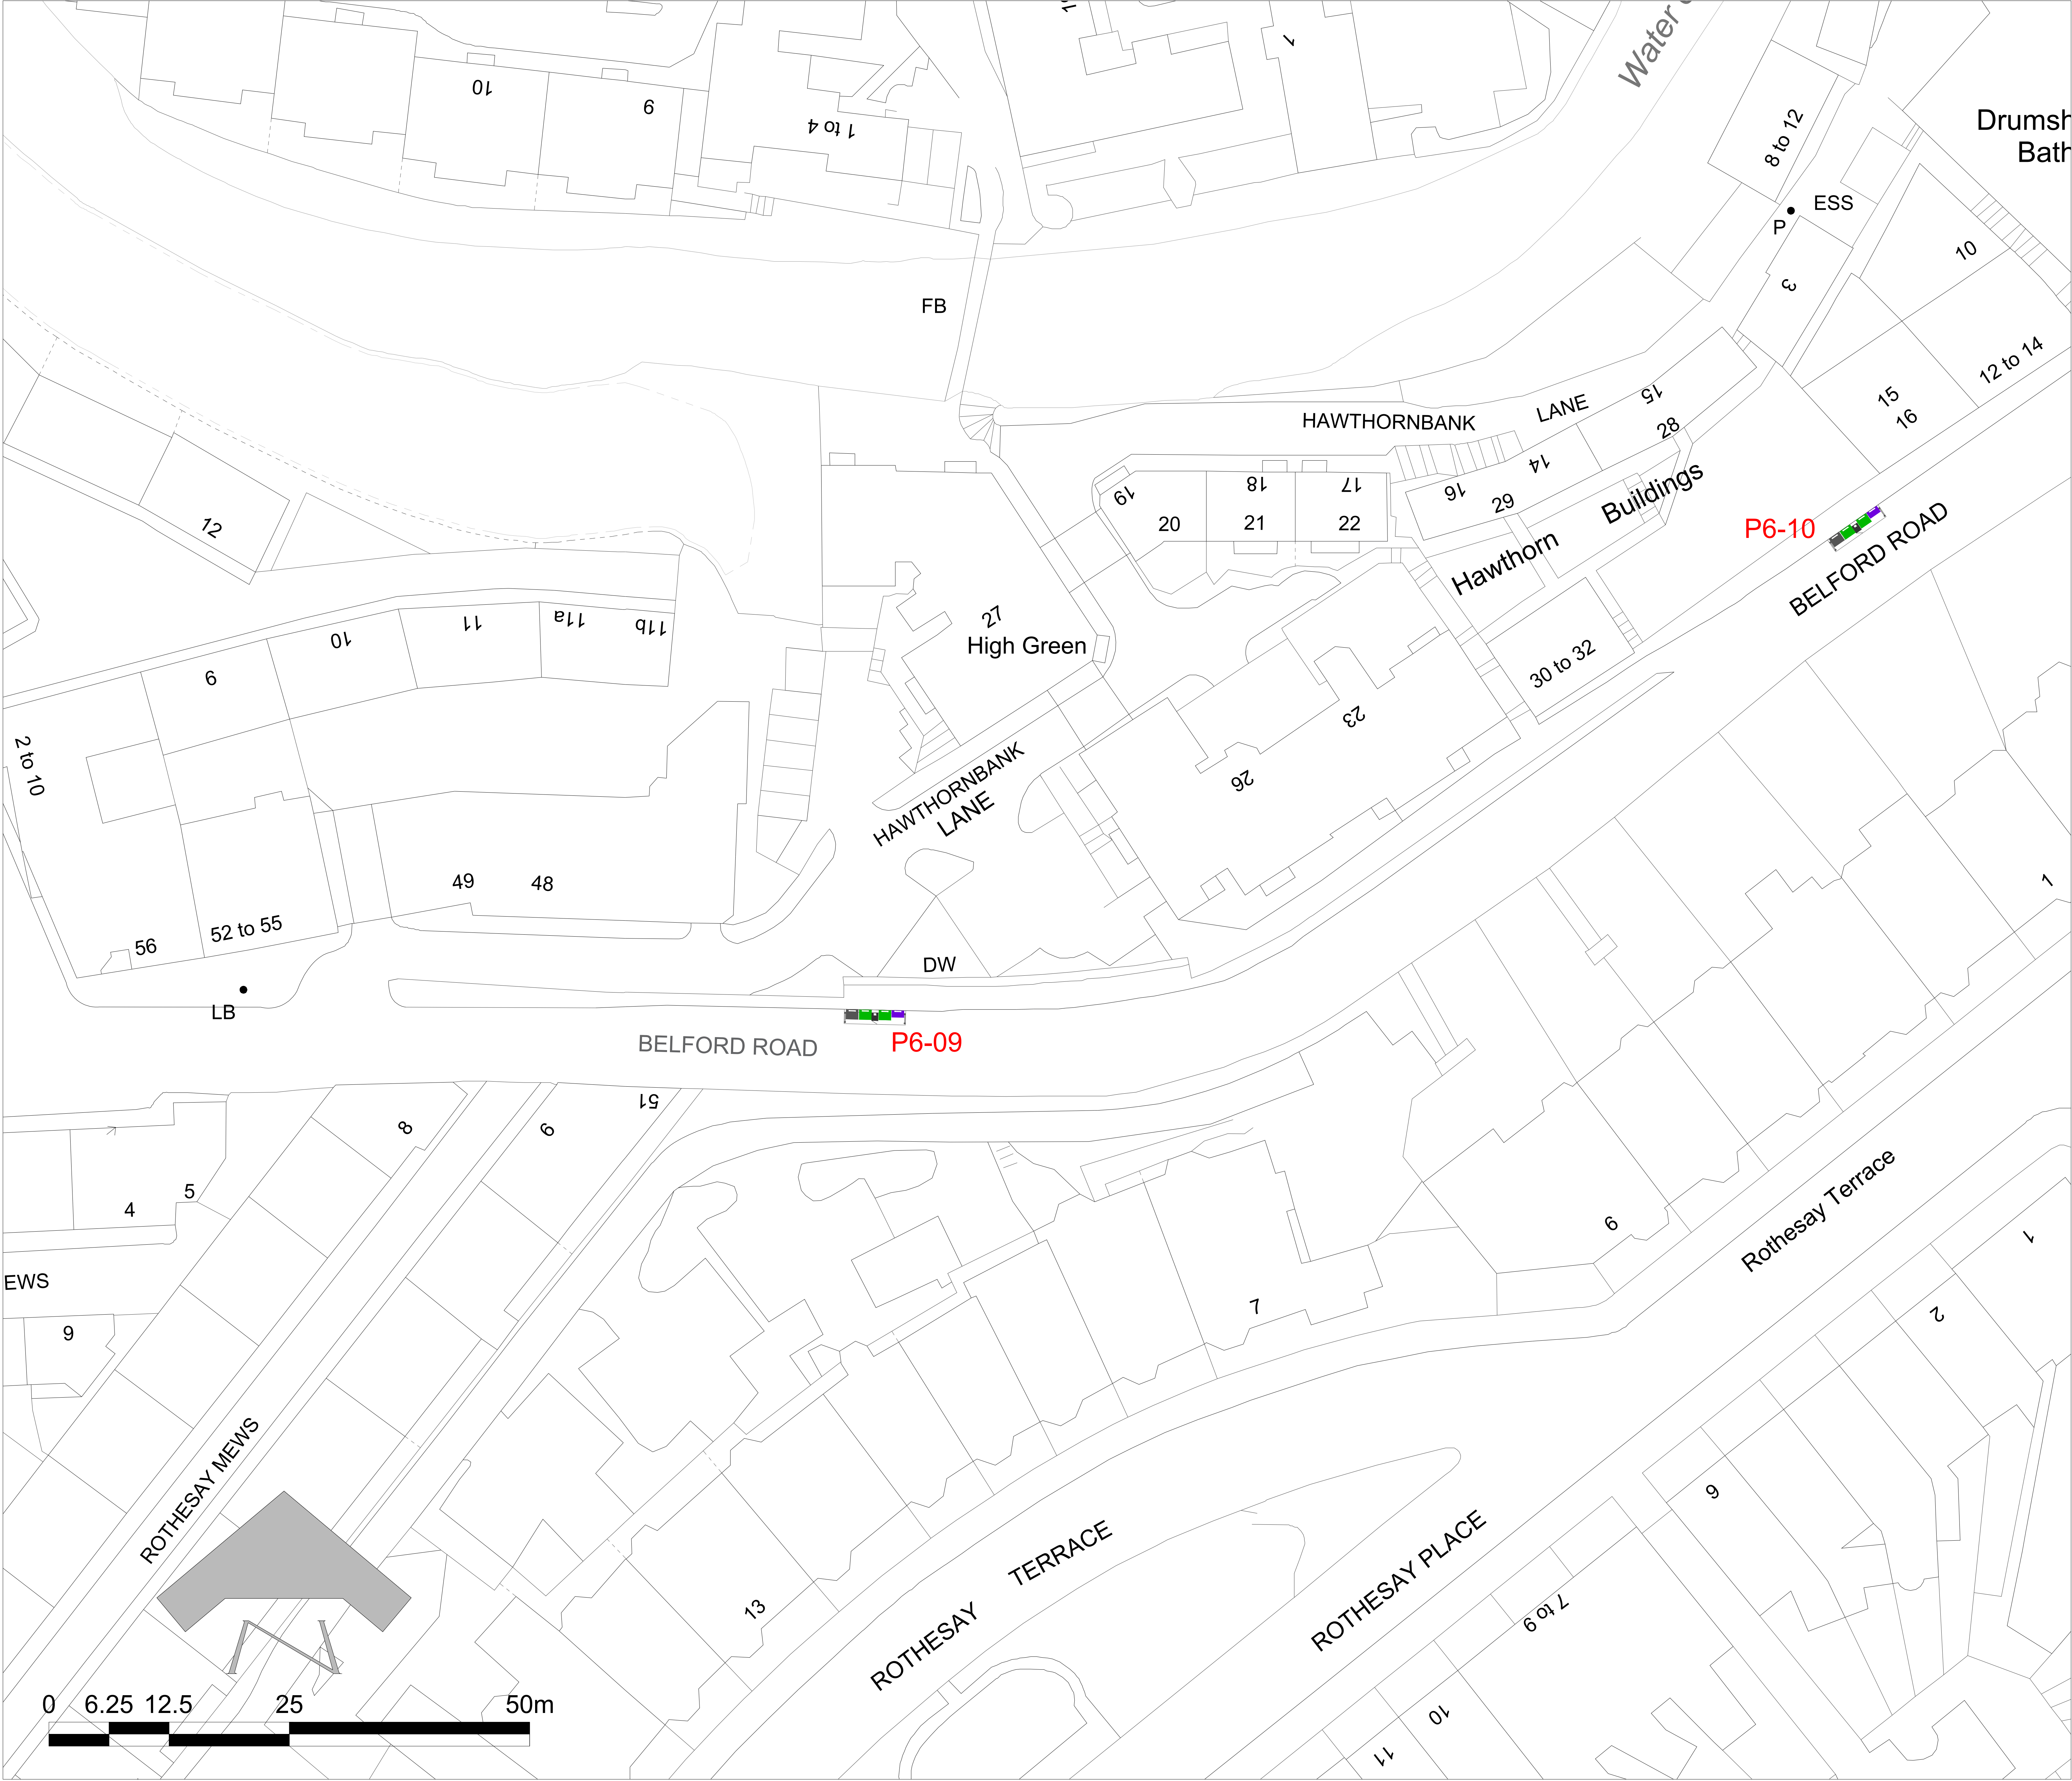 Water
10
9
1 to 4
1
8 to 12
Drumsh
Bath
ESS
P
10
3
FB
12 to 14
15
16
HAWTHORNBANK LANE
15
28
14
16
29
Buildings
Hawthorn
19
18
17
20
21
22
12
P6-10
BELFORD ROAD
27
High Green
11b
11a
11
10
9
30 to 32
23
26
2 to 10
HAWTHORNBANK
LANE
49
48
52 to 55
56
LB
DW
BELFORD ROAD
P6-09
1
51
8
6
5
4
EWS
9
Rothesay Terrace
6
7
1
2
ROTHESAY MEWS
6
TERRACE
ROTHESAY
ROTHESAY PLACE
13
7 to 9
10
11
N
0 6.25 12.5 25 50m